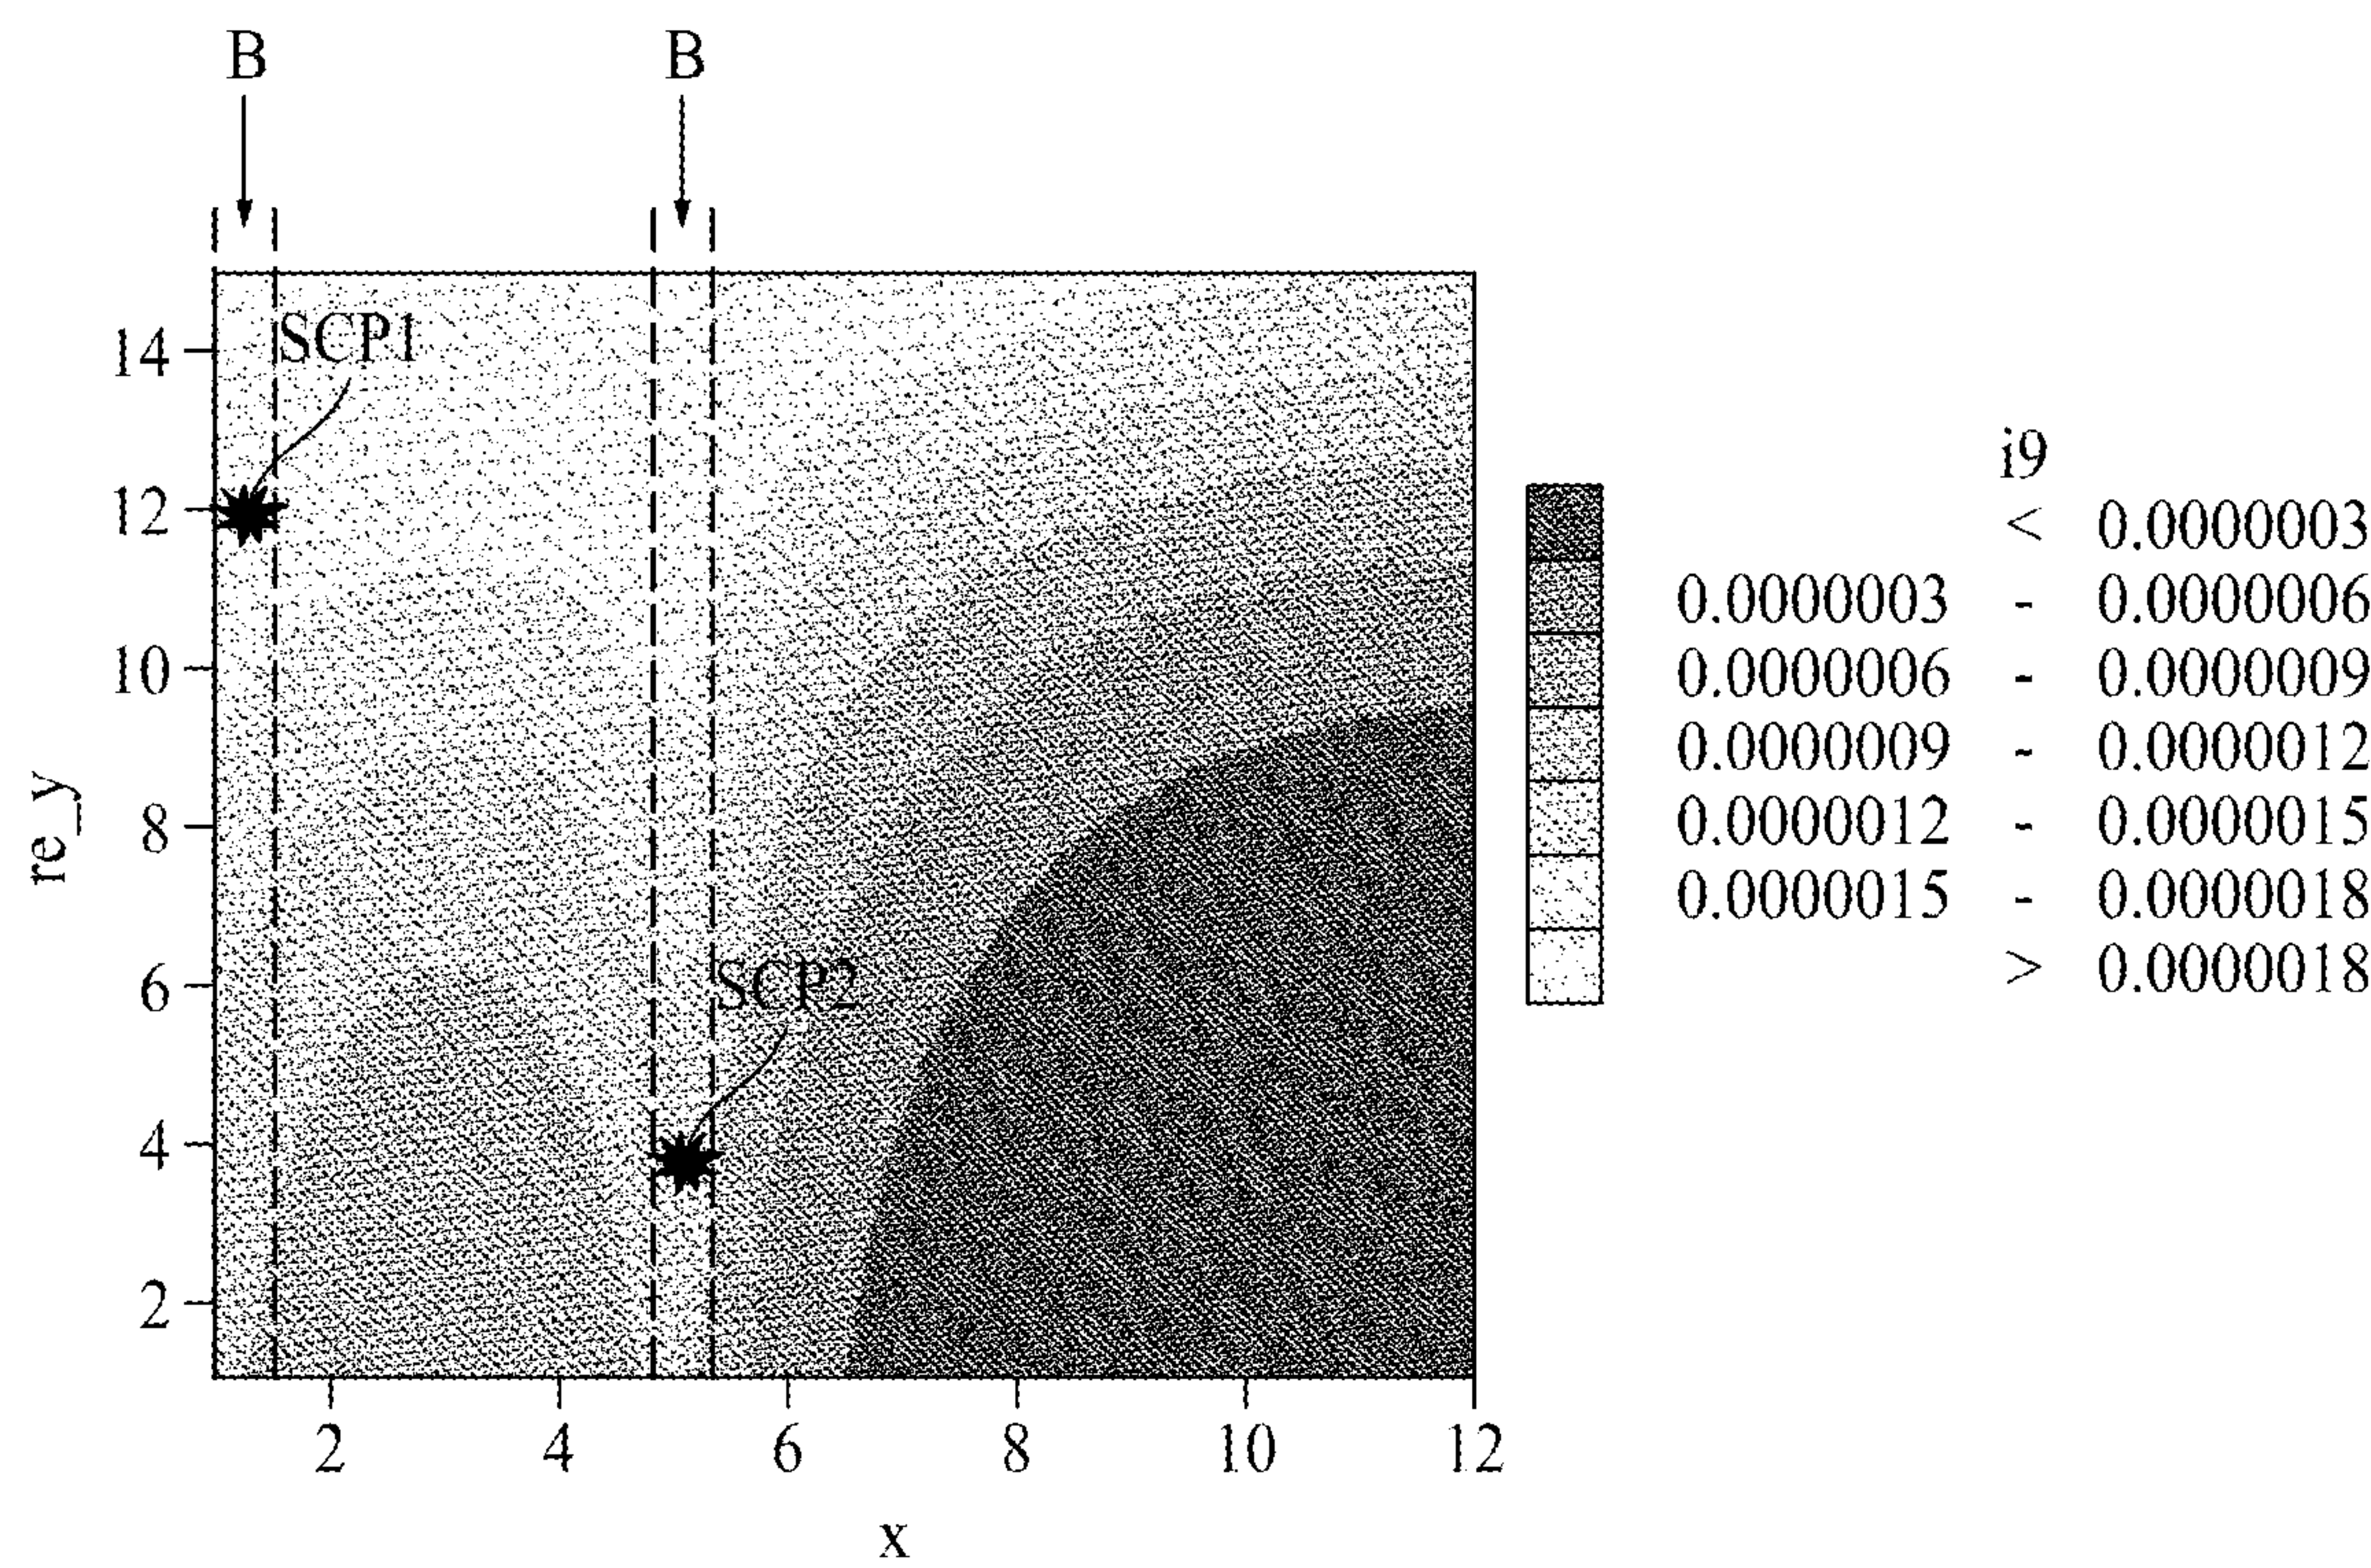 B B
SCP1
14
12
10
8
6
4
2
re_y
SCP2
2 4 6 8 10 12
x
i9
< 0.0000003
0.0000003 - 0.0000006
0.0000006 - 0.0000009
0.0000009 - 0.0000012
0.0000012 - 0.0000015
0.0000015 - 0.0000018
> 0.0000018